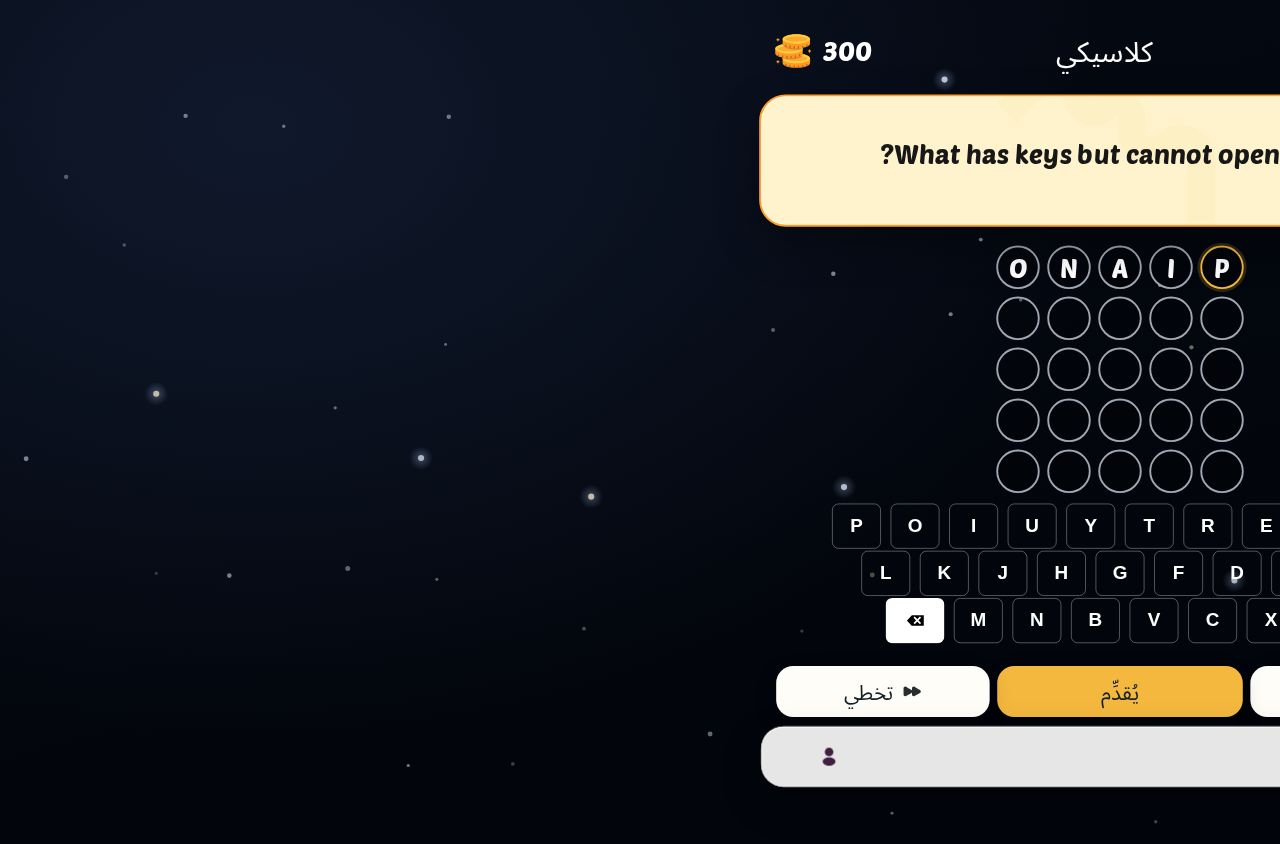 300 كلاسيكي
?What has keys but cannot open
O N A I P
P O I U Y T R E
L K J H G F D
M N B V C X
تخطي يُقدِّم